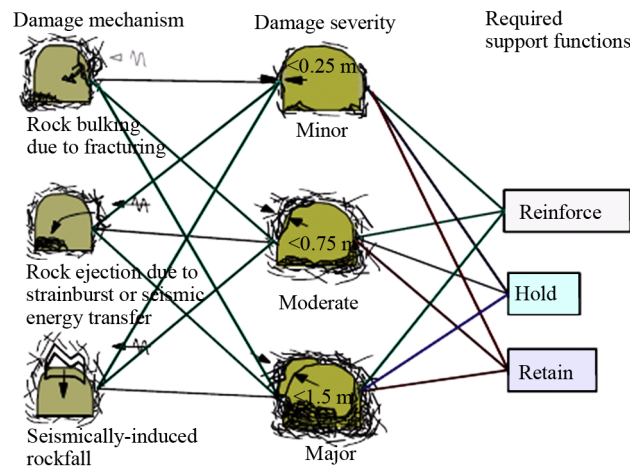 Damage mechanism
Damage severity
Required
support functions
<0.25 m
Rock bulking
due to fracturing
Minor
<0.75 m
Rock ejection due to
strainburst or seismic
energy transfer
Moderate
<1.5 m
Seismically-induced
rockfall
Major
Reinforce
Hold
Retain